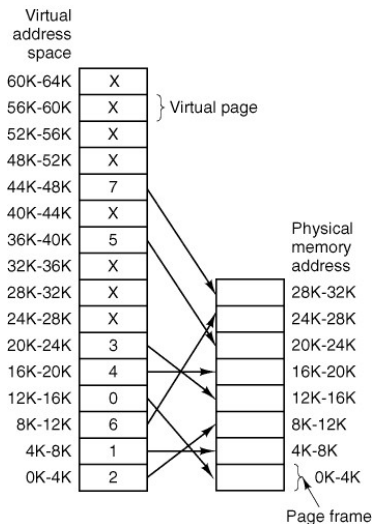 Virtual
address
space
60K-64K X
56K-60K X Virtual page
52K-56K X
48K-52K X
44K-48K 7
40K-44K X
36K-40K 5
32K-36K X
28K-32K X
24K-28K X
20K-24K 3
16K-20K 4
12K-16K 0
8K-12K 6
4K-8K 1
0K-4K 2
Physical
memory
address
28K-32K
24K-28K
20K-24K
16K-20K
12K-16K
8K-12K
4K-8K
0K-4K
Page frame